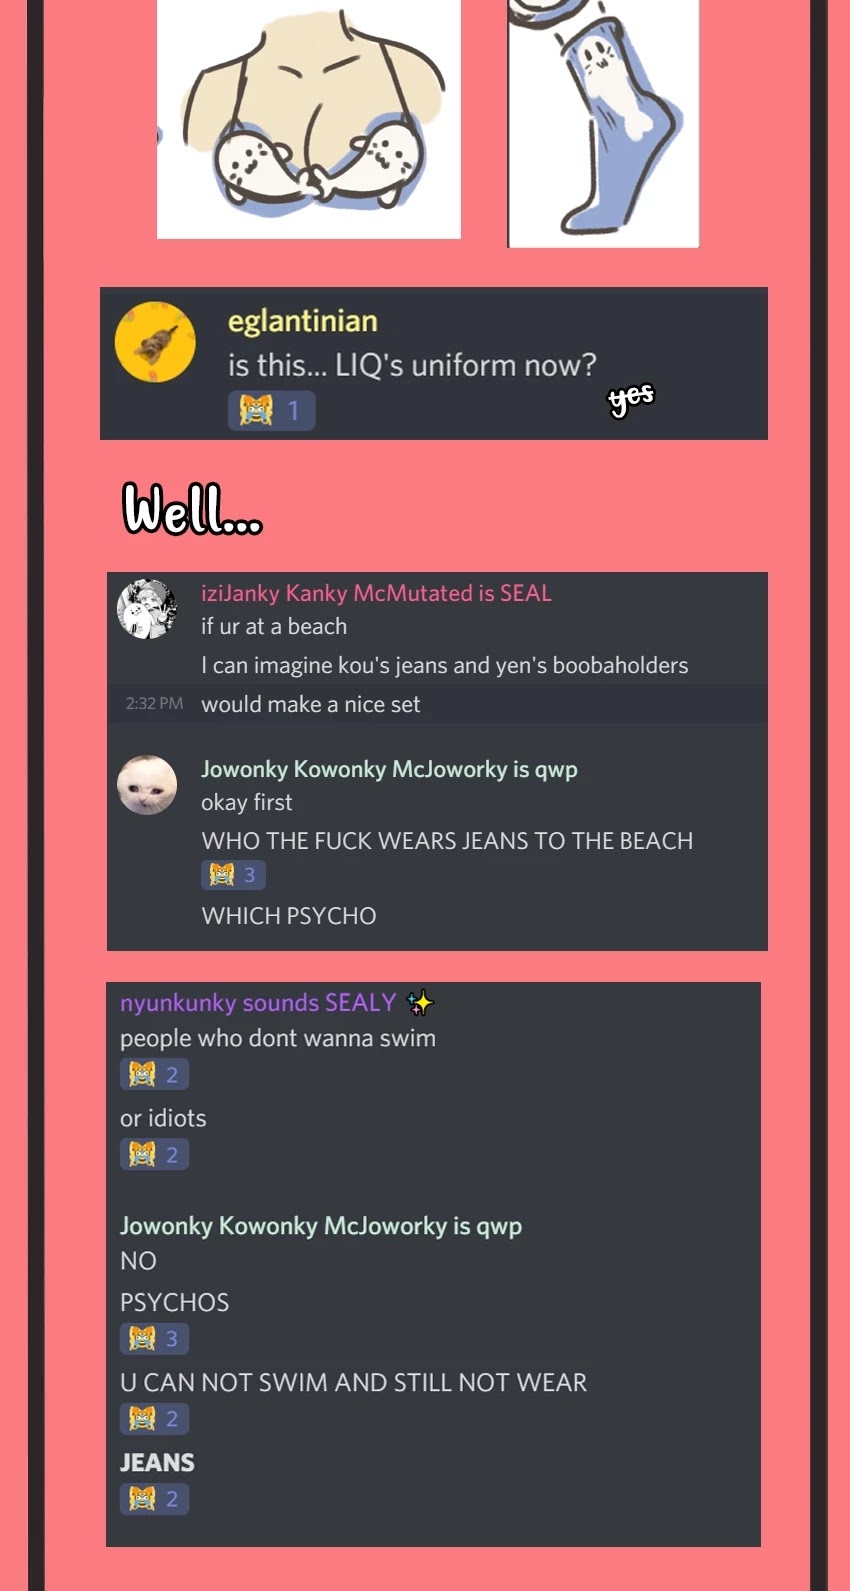 eglantinian
is this... LIQ's uniform now?
1
yes
Well...
iziJanky Kanky McMutated is SEAL
if ur at a beach
I can imagine kou's jeans and yen's boobaholders
2:32 PM would make a nice set
Jowonky Kowonky McJoworky is qwp
okay first
WHO THE FUCK WEARS JEANS TO THE BEACH
3
WHICH PSYCHO
nyunkunky sounds SEALY ✨
people who dont wanna swim
2
or idiots
2
Jowonky Kowonky McJoworky is qwp
NO
PSYCHOS
3
U CAN NOT SWIM AND STILL NOT WEAR
2
JEANS
2